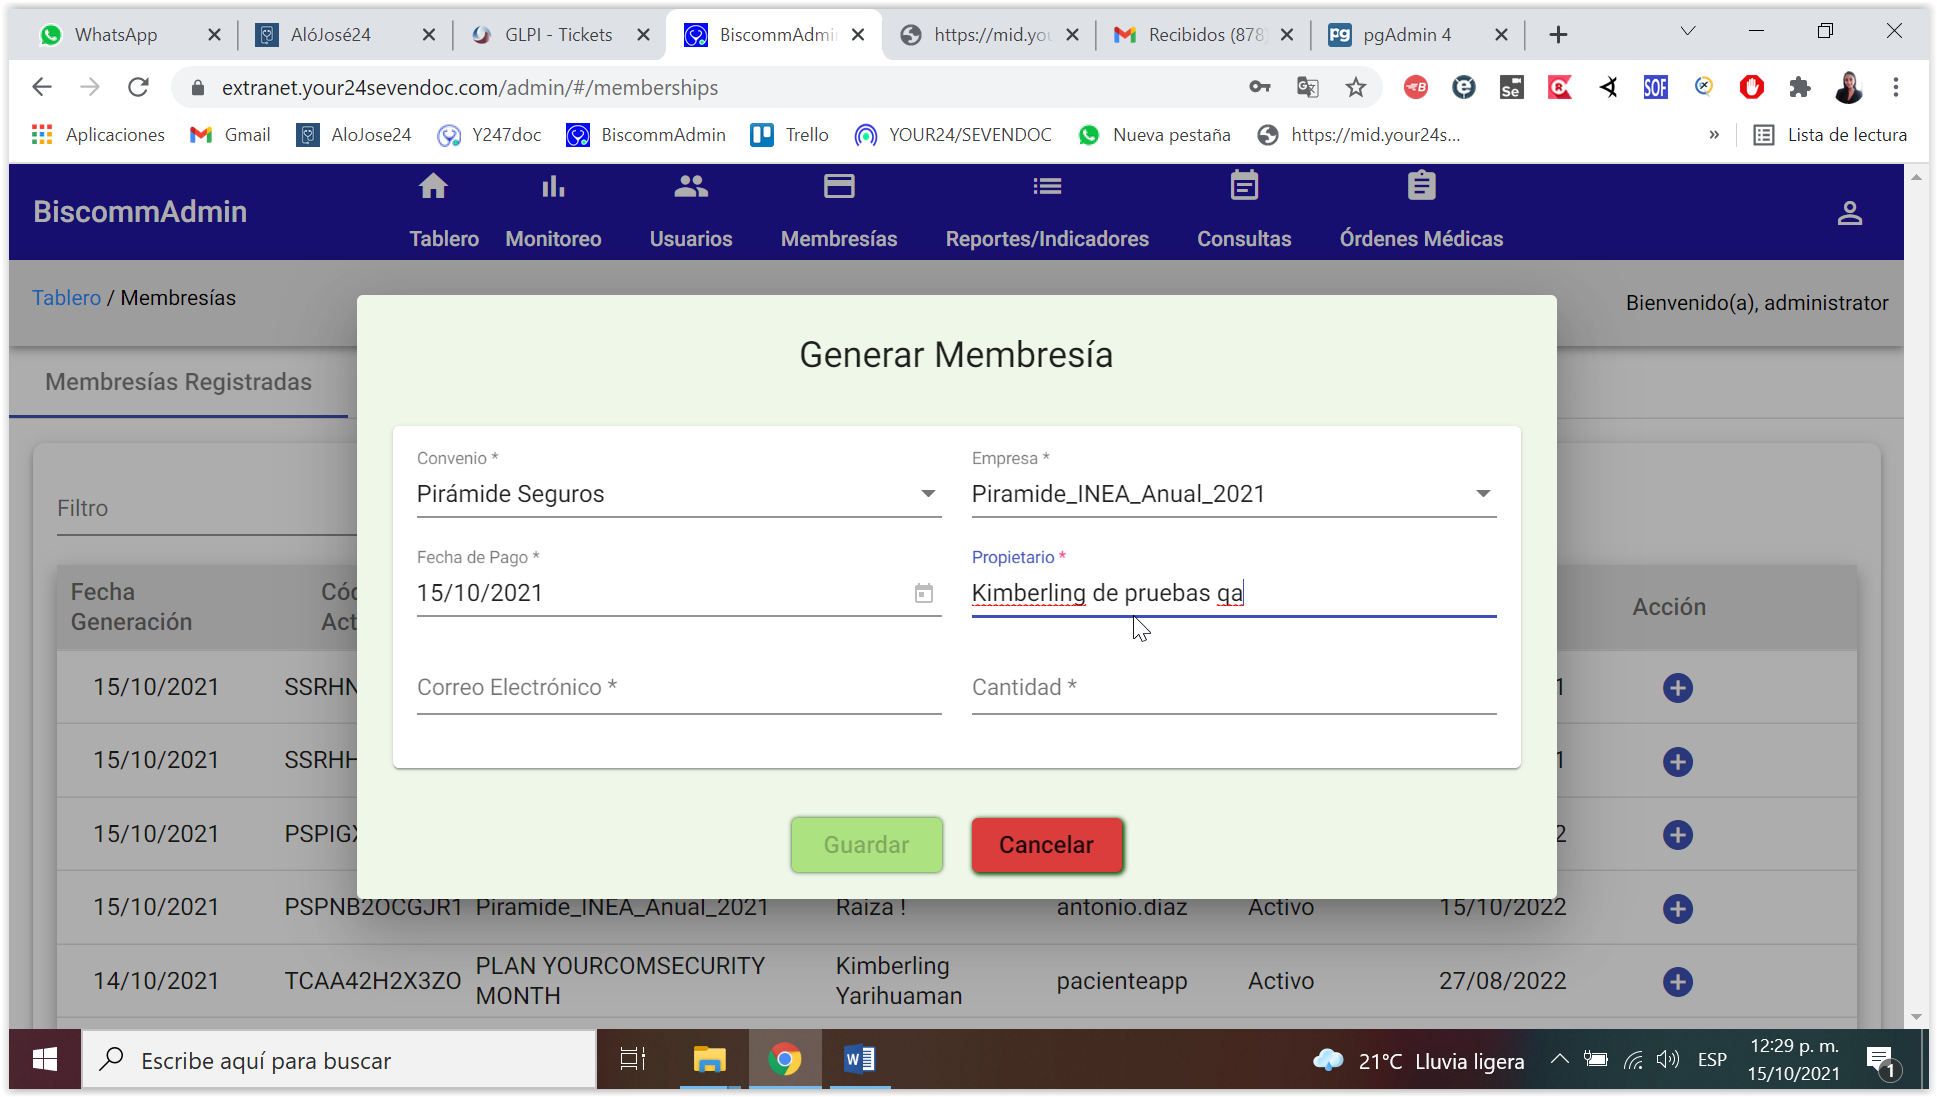 WhatsApp
AlóJosé24
GLPI - Tickets
BiscommAdmi
https://mid.you
Recibidos (878)
pgAdmin 4
extranet.your24sevendoc.com/admin/#/memberships
Aplicaciones
Gmail
AloJose24
Y247doc
BiscommAdmin
Trello
YOUR24/SEVENDOC
Nueva pestaña
https://mid.your24s...
»
Lista de lectura
BiscommAdmin
Tablero
Monitoreo
Usuarios
Membresías
Reportes/Indicadores
Consultas
Órdenes Médicas
Tablero / Membresías
Bienvenido(a), administrator
Membresías Registradas
Filtro
Generar Membresía
Convenio *
Pirámide Seguros
Empresa *
Piramide_INEA_Anual_2021
Fecha de Pago *
15/10/2021
Propietario *
Kimberling de pruebas qa
Correo Electrónico *
Cantidad *
Guardar
Cancelar
Fecha Generación
Cóc
Act
Acción
15/10/2021 SSRHN 1
15/10/2021 SSRHH 1
15/10/2021 PSPIGX 2
15/10/2021 PSPNB2OCGJR1 Piramide_INEA_Anual_2021 Raiza ! antonio.diaz Activo 15/10/2022
14/10/2021 TCAA42H2X3ZO PLAN YOURCOMSECURITY MONTH Kimberling Yarihuaman pacienteapp Activo 27/08/2022
Escribe aquí para buscar
21°C Lluvia ligera
ESP
12:29 p. m.
15/10/2021
1